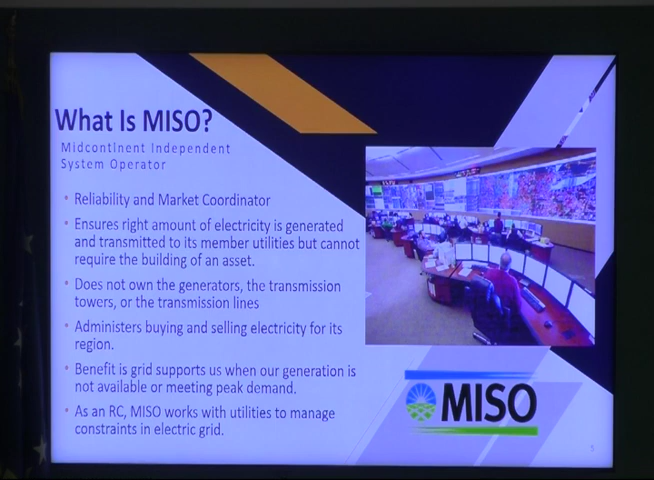 What Is MISO?
Midcontinent Independent
System Operator
• Reliability and Market Coordinator
• Ensures right amount of electricity is generated
and transmitted to its member utilities but cannot
require the building of an asset.
• Does not own the generators, the transmission
towers, or the transmission lines
• Administers buying and selling electricity for its
region.
• Benefit is grid supports us when our generation is
not available or meeting peak demand.
• As an RC, MISO works with utilities to manage
constraints in electric grid.
MISO
5